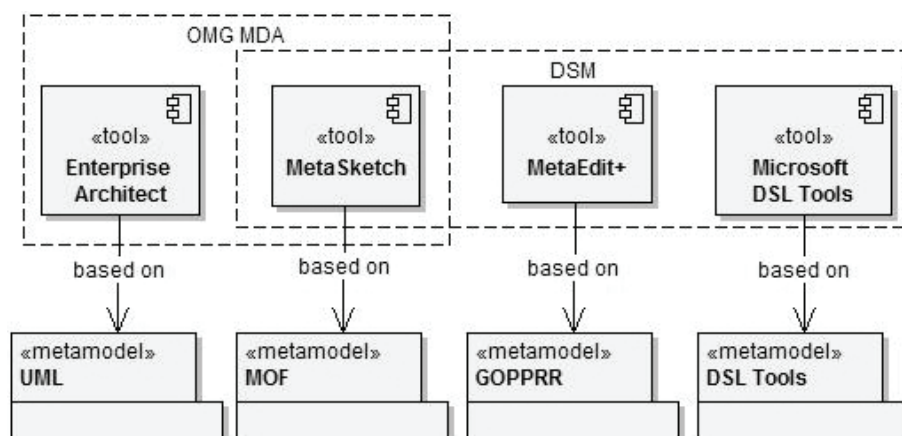 OMG MDA
DSM
«tool»
Enterprise
Architect
«tool»
MetaSketch
«tool»
MetaEdit+
«tool»
Microsoft
DSL Tools
based on
based on
based on
based on
«metamodel»
UML
«metamodel»
MOF
«metamodel»
GOPPRR
«metamodel»
DSL Tools